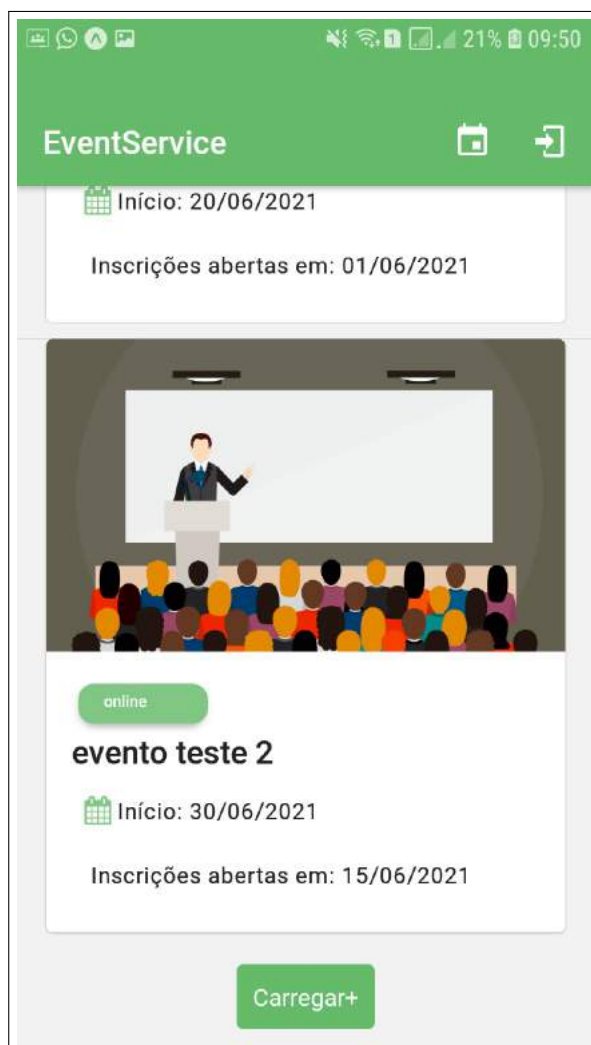 21% 09:50
EventService
Início: 20/06/2021
Inscrições abertas em: 01/06/2021
online
evento teste 2
Início: 30/06/2021
Inscrições abertas em: 15/06/2021
Carregar+